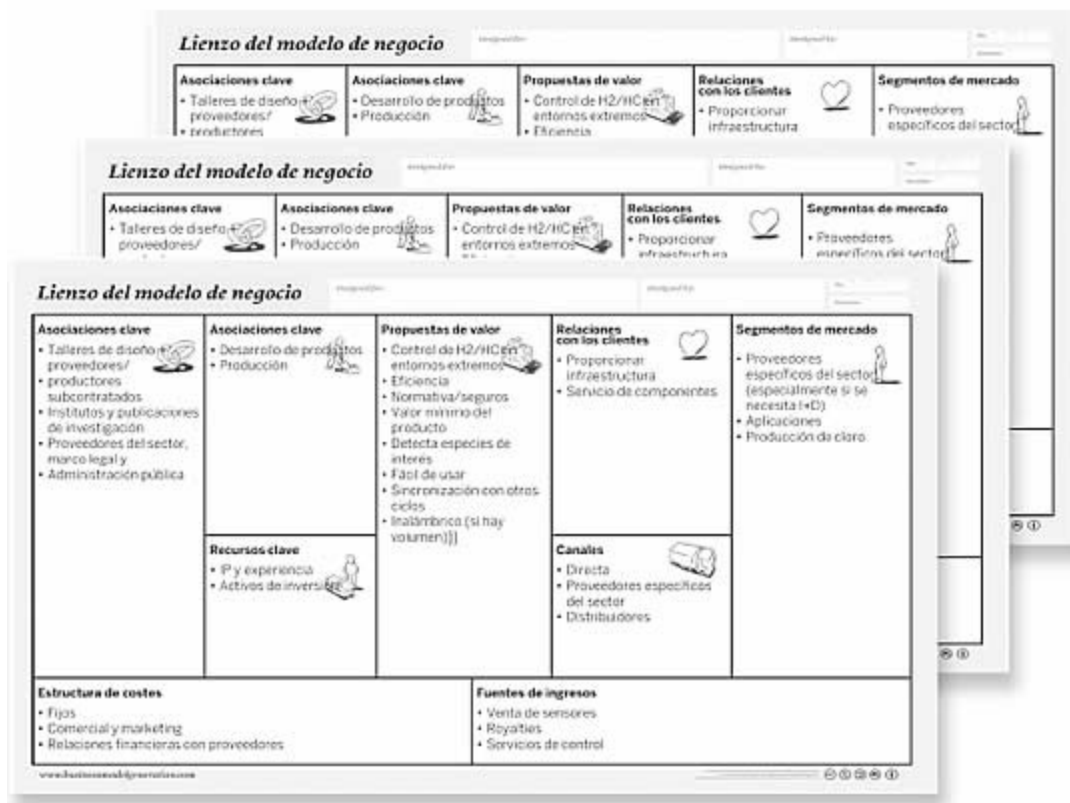 Lienzo del modelo de negocio
Asociaciones clave
• Talleres de diseño
proveedores/
• productores
Asociaciones clave
• Desarrollo de productos
• Producción
Propuestas de valor
• Control de H2/HC en
entornos extremos
• Eficiencia
Relaciones
con los clientes
• Proporcionar
infraestructura
Segmentos de mercado
• Proveedores
específicos del sector
Lienzo del modelo de negocio
Asociaciones clave
• Talleres de diseño
proveedores/
Asociaciones clave
• Desarrollo de productos
• Producción
Propuestas de valor
• Control de H2/HC en
entornos extremos
Relaciones
con los clientes
• Proporcionar
infraestructura
Segmentos de mercado
• Proveedores
específicos del sector
Lienzo del modelo de negocio
Asociaciones clave
• Talleres de diseño
proveedores/
• productores
subcontratados
• Institutos y publicaciones
de investigación
• Proveedores del sector,
marco legal y
• Administración pública
Asociaciones clave
• Desarrollo de productos
• Producción
Recursos clave
• IP y experiencia
• Activos de inversión
Propuestas de valor
• Control de H2/HC en
entornos extremos
• Eficiencia
• Normativa/seguros
• Valor mínimo del
producto
• Detecta especies de
interés
• Fácil de usar
• Sincronización con otros
ciclos
• Inalámbrico (si hay
volumen)]]
Relaciones
con los clientes
• Proporcionar
infraestructura
• Servicio de componentes
Canales
• Directa
• Proveedores específicos
del sector
• Distribuidores
Segmentos de mercado
• Proveedores
específicos del sector
(especialmente si se
necesita I+D)
• Aplicaciones
• Producción de cloro
Estructura de costes
• Fijos
• Comercial y marketing
• Relaciones financieras con proveedores
Fuentes de ingresos
• Venta de sensores
• Royalties
• Servicios de control
www.businessmodelgeneration.com